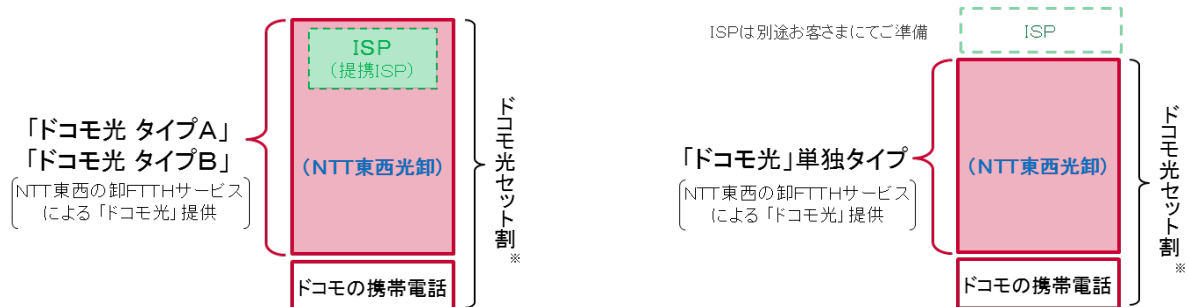 ISP
(提携ISP)
「ドコモ光 タイプA」
「ドコモ光 タイプB」
NTT東西の卸FTTHサービス
による「ドコモ光」提供
(NTT東西光卸)
ドコモの携帯電話
ドコモ光セット割
※
ISPは別途お客さまにてご準備
ISP
「ドコモ光」単独タイプ
NTT東西の卸FTTHサービス
による「ドコモ光」提供
(NTT東西光卸)
ドコモの携帯電話
ドコモ光セット割
※